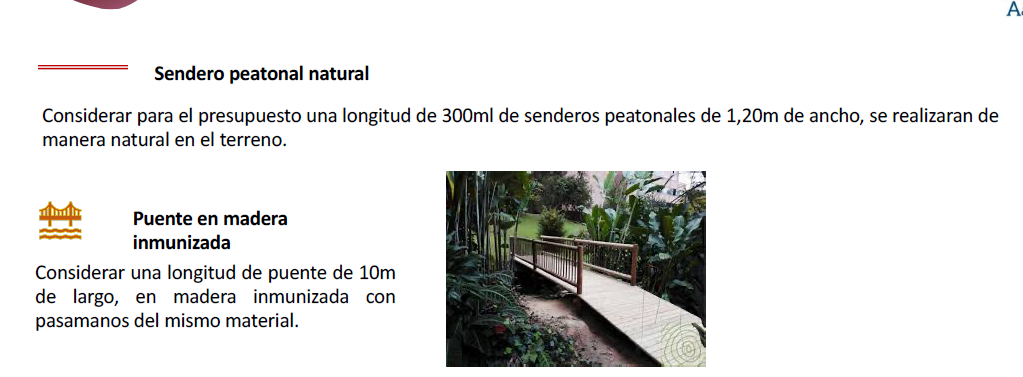 Sendero peatonal natural
Considerar para el presupuesto una longitud de 300ml de senderos peatonales de 1,20m de ancho, se realizaran de
manera natural en el terreno.
Puente en madera
inmunizada
Considerar una longitud de puente de 10m
de largo, en madera inmunizada con
pasamanos del mismo material.